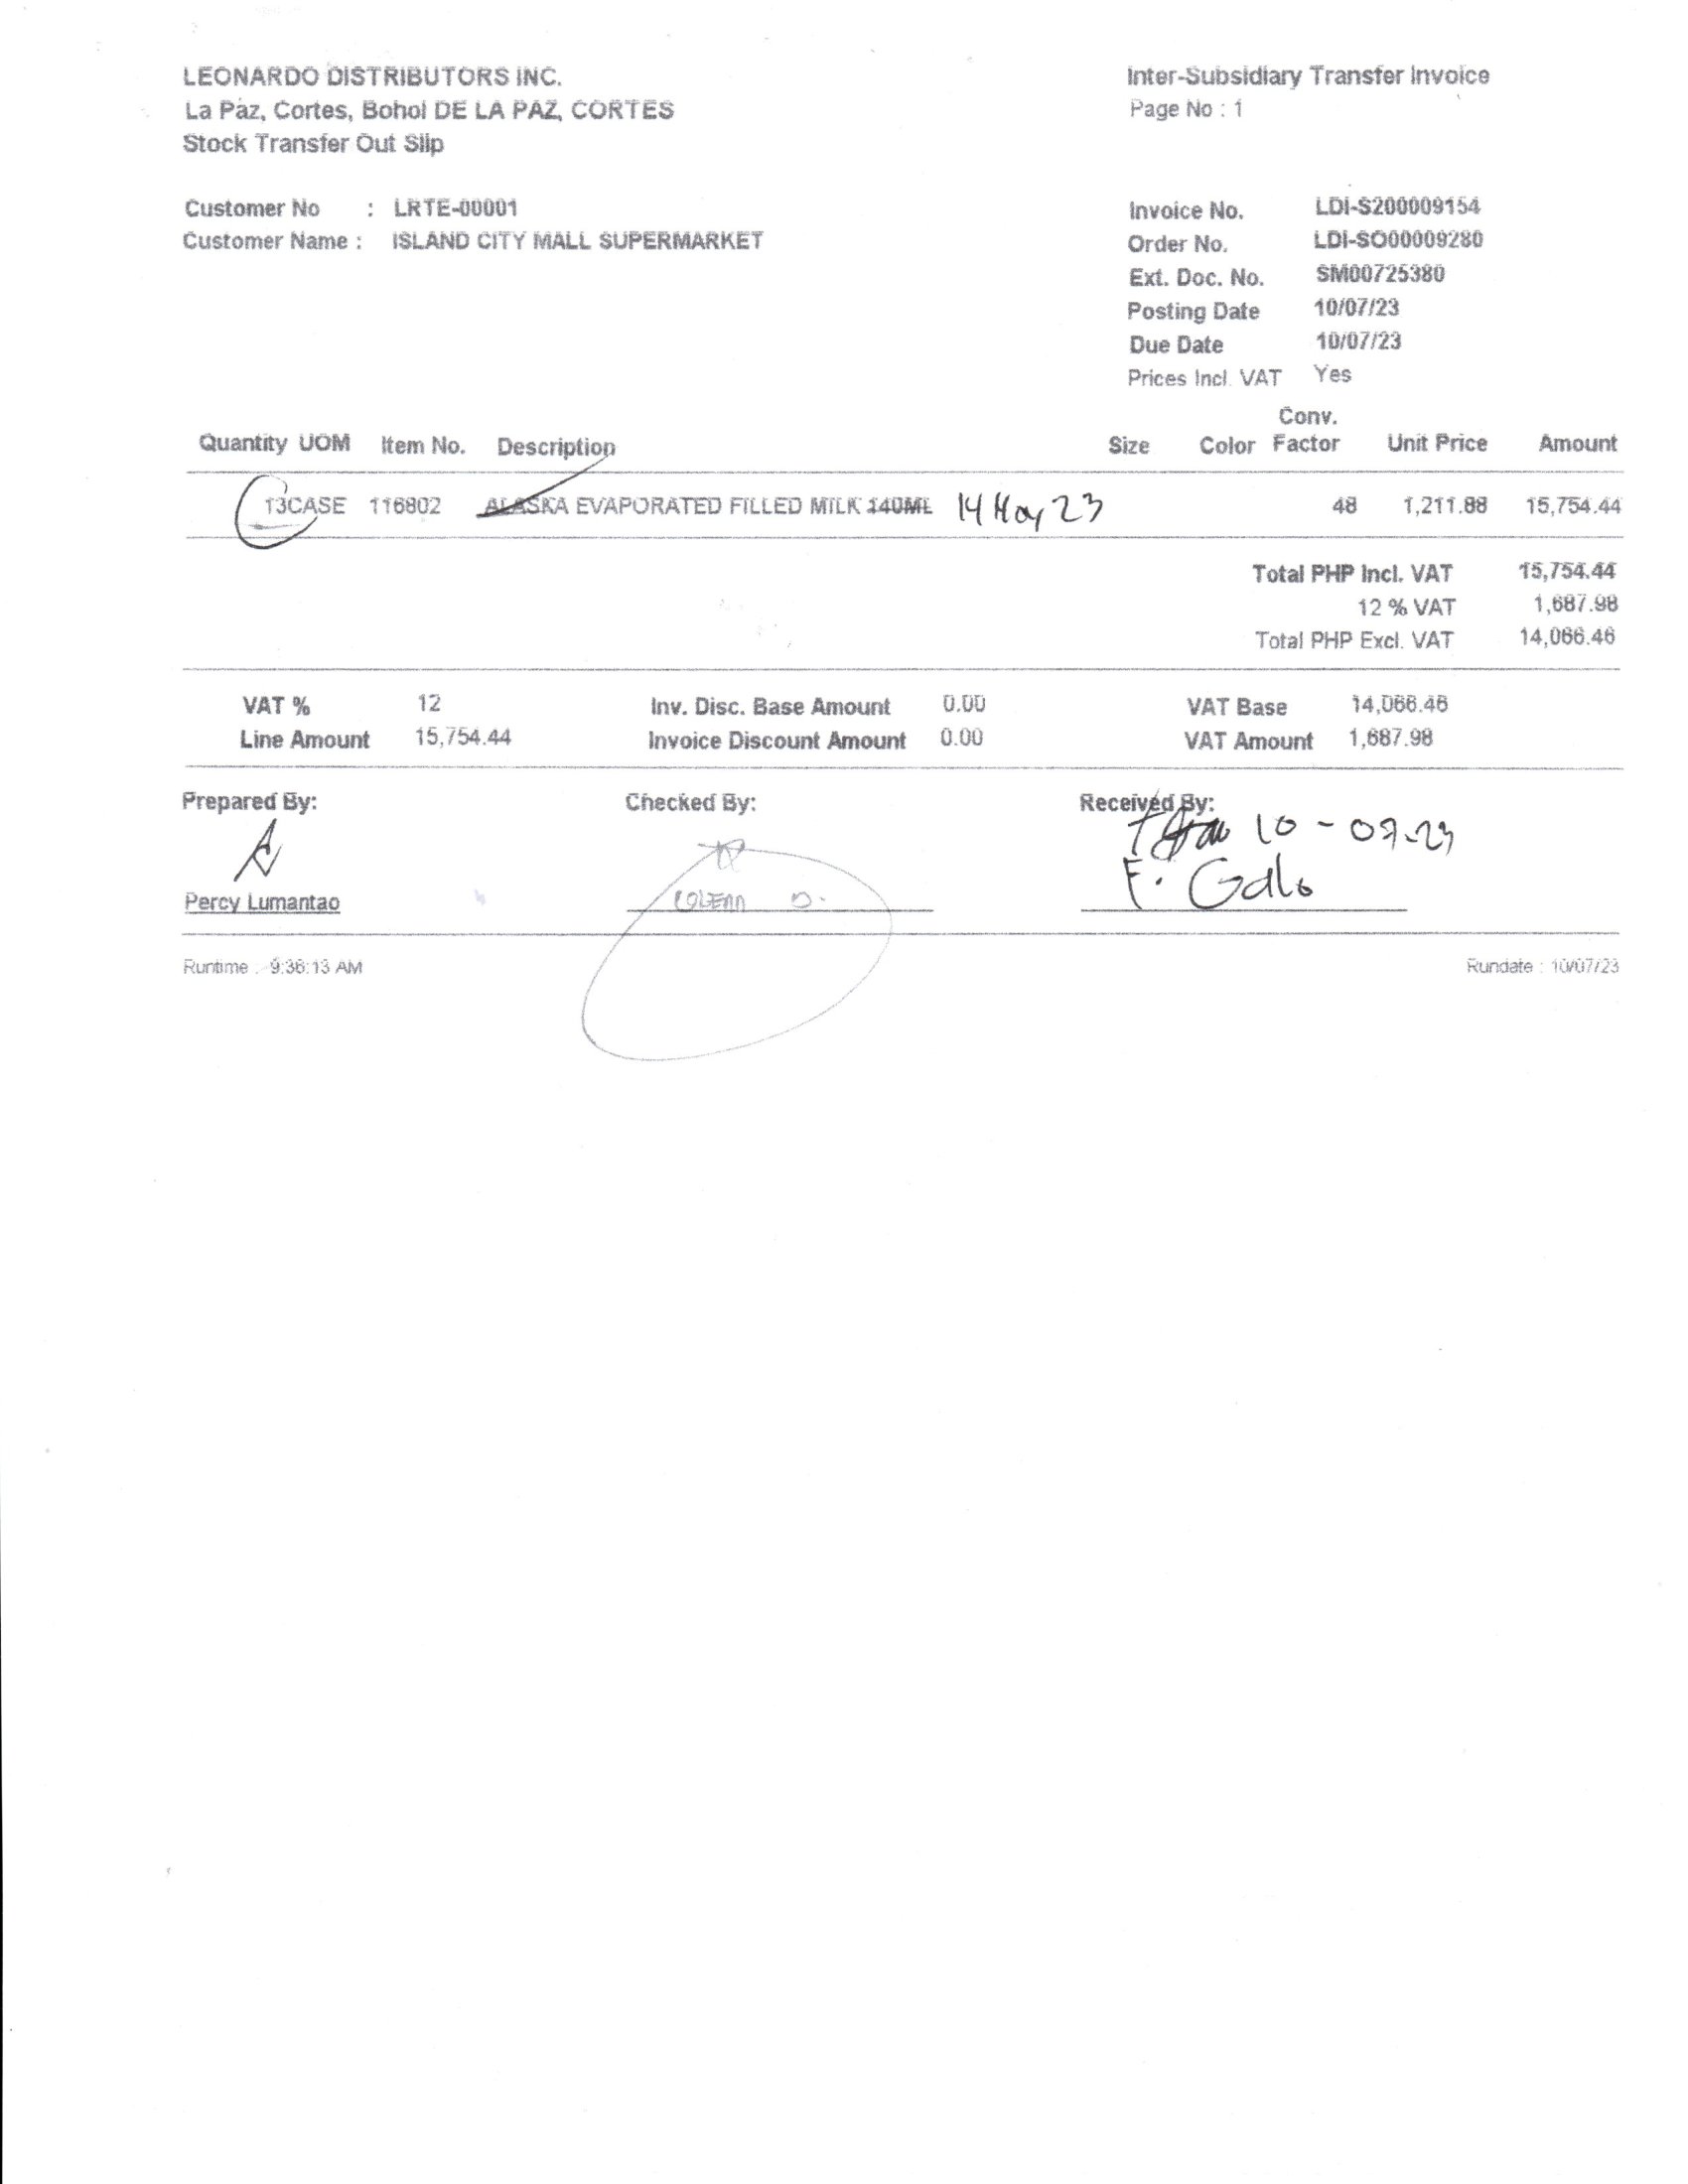 LEONARDO DISTRIBUTORS INC.
La Paz, Cortes, Bohol DE LA PAZ, CORTES
Stock Transfer Out Slip
Inter-Subsidiary Transfer Invoice
Page No : 1
Customer No : LRTE-00001
Customer Name : ISLAND CITY MALL SUPERMARKET
Invoice No. LDI-S200009154
Order No. LDI-SO00009280
Ext. Doc. No. SM00725380
Posting Date 10/07/23
Due Date 10/07/23
Prices Incl. VAT Yes
Quantity UOM Item No. Description Size Color Conv. Factor Unit Price Amount
13CASE 116802 ALASKA EVAPORATED FILLED MILK 140ML 14 May 23 48 1,211.88 15,754.44
Total PHP Incl. VAT 15,754.44
12 % VAT 1,687.98
Total PHP Excl. VAT 14,066.46
VAT % 12 Inv. Disc. Base Amount 0.00 VAT Base 14,066.46
Line Amount 15,754.44 Invoice Discount Amount 0.00 VAT Amount 1,687.98
Prepared By: Checked By: Received By:
10-07-23
F. Galo
Percy Lumantao
Runtime : 9:36:13 AM Rundate : 10/07/23